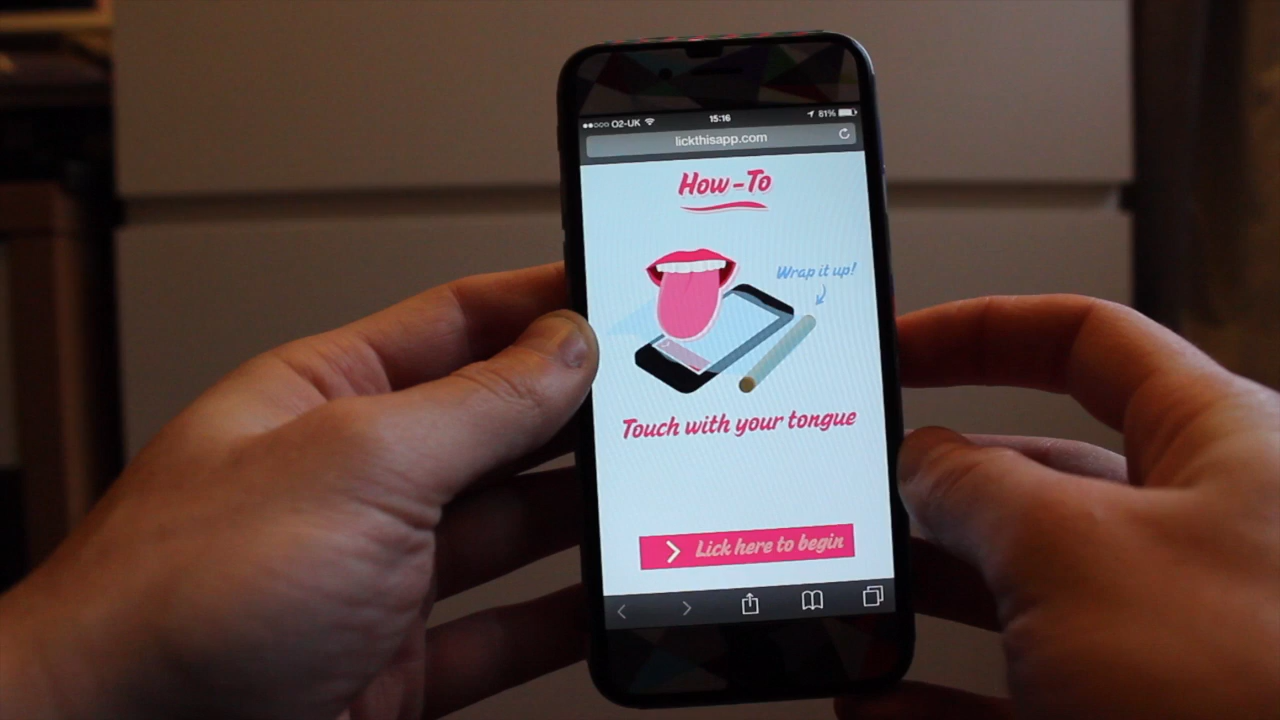 O2-UK 15:16 81%
lickthisapp.com
How-To
Wrap it up!
Touch with your tongue
Lick here to begin